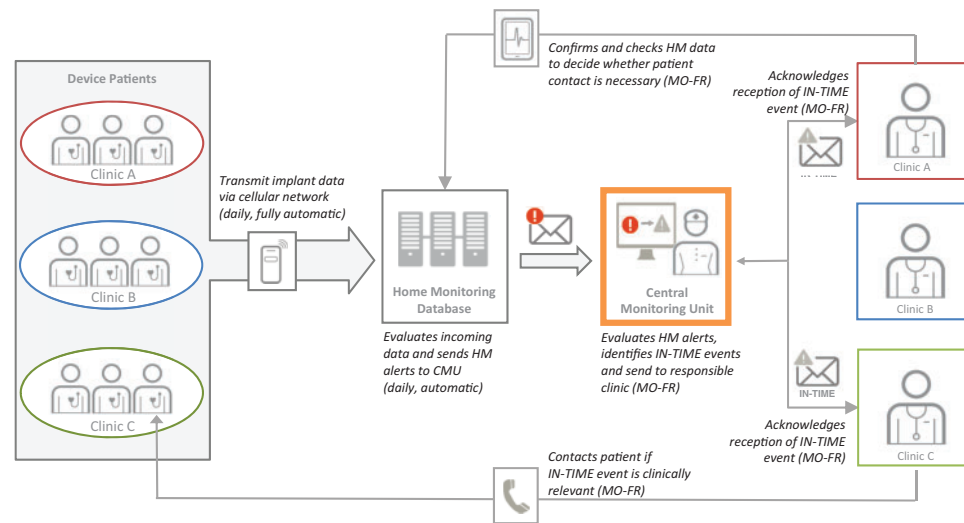 Confirms and checks HM data
to decide whether patient
contact is necessary (MO-FR)
Device Patients
Clinic A
Clinic B
Clinic C
Transmit implant data
via cellular network
(daily, fully automatic)
Home Monitoring
Database
Evaluates incoming
data and sends HM
alerts to CMU
(daily, automatic)
Central
Monitoring Unit
Evaluates HM alerts,
identifies IN-TIME events
and send to responsible
clinic (MO-FR)
Acknowledges
reception of IN-TIME
event (MO-FR)
Clinic A
Clinic B
IN-TIME
Acknowledges
reception of IN-TIME
event (MO-FR)
Clinic C
Contacts patient if
IN-TIME event is clinically
relevant (MO-FR)